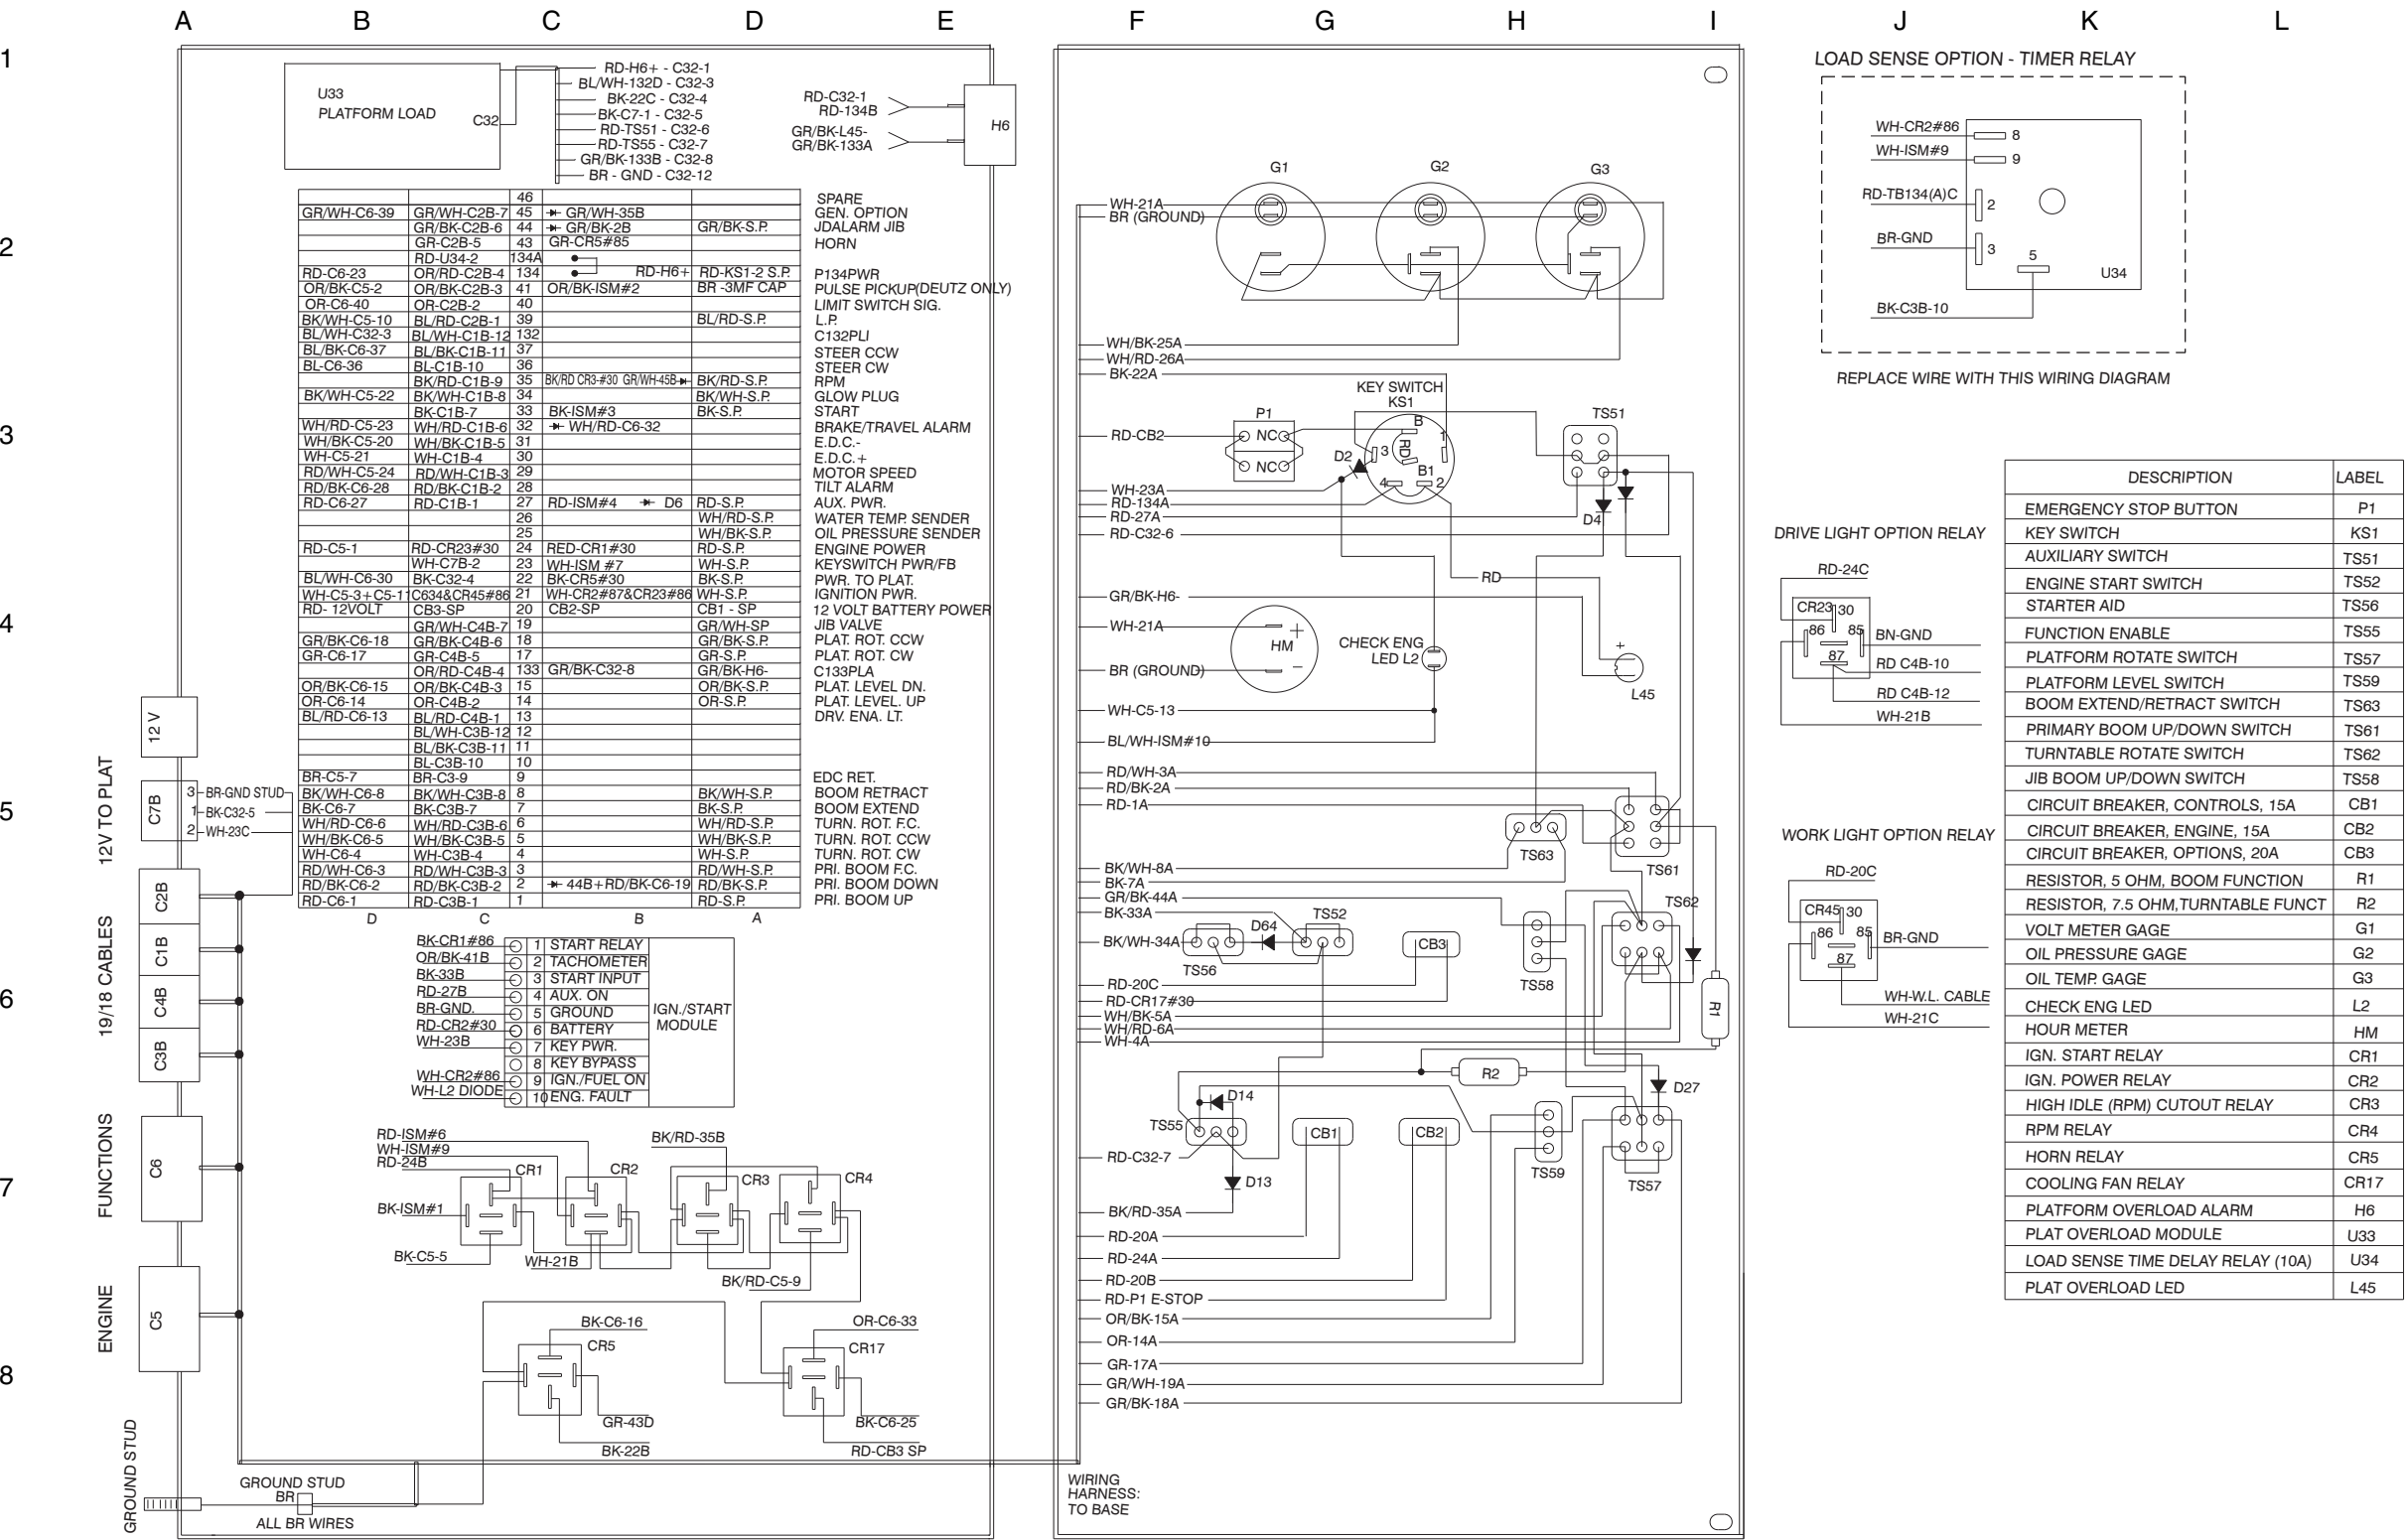 A B C D E F G H I J K L
1
2
3
4
5
6
7
8
U33
PLATFORM LOAD
C32
RD-H6+ - C32-1
BL/WH-132D - C32-3
BK-22C - C32-4
BK-C7-1 - C32-5
RD-TS51 - C32-6
RD-TS55 - C32-7
GR/BK-133B - C32-8
BR - GND - C32-12
RD-C32-1
RD-134B
GR/BK-L45-
GR/BK-133A
H6
46 SPARE
GR/WH-C6-39 GR/WH-C2B-7 45 GR/WH-35B GEN. OPTION
GR/BK-C2B-6 44 GR/BK-2B GR/BK-S.P. JDALARM JIB
GR-C2B-5 43 GR-CR5#85 HORN
RD-U34-2 134A
RD-C6-23 OR/RD-C2B-4 134 RD-H6+ RD-KS1-2 S.P. P134PWR
OR/BK-C5-2 OR/BK-C2B-3 41 OR/BK-ISM#2 BR -3MF CAP PULSE PICKUP(DEUTZ ONLY)
OR-C6-40 OR-C2B-2 40 LIMIT SWITCH SIG.
BK/WH-C5-10 BL/RD-C2B-1 39 BL/RD-S.P. L.P.
BL/WH-C32-3 BL/WH-C1B-12 132 C132PLI
BL/BK-C6-37 BL/BK-C1B-11 37 STEER CCW
BL-C6-36 BL-C1B-10 36 STEER CW
BK/RD-C1B-9 35 BK/RD CR3-#30 GR/WH-45B BK/RD-S.P. RPM
BK/WH-C5-22 BK/WH-C1B-8 34 BK/WH-S.P. GLOW PLUG
BK-C1B-7 33 BK-ISM#3 BK-S.P. START
WH/RD-C5-23 WH/RD-C1B-6 32 WH/RD-C6-32 BRAKE/TRAVEL ALARM
WH/BK-C5-20 WH/BK-C1B-5 31 E.D.C.-
WH-C5-21 WH-C1B-4 30 E.D.C.+
RD/WH-C5-24 RD/WH-C1B-3 29 MOTOR SPEED
RD/BK-C6-28 RD/BK-C1B-2 28 TILT ALARM
RD-C6-27 RD-C1B-1 27 RD-ISM#4 D6 RD-S.P. AUX. PWR.
26 WH/RD-S.P. WATER TEMP. SENDER
25 WH/BK-S.P. OIL PRESSURE SENDER
RD-C5-1 RD-CR23#30 24 RED-CR1#30 RD-S.P. ENGINE POWER
WH-C7B-2 23 WH-ISM #7 WH-S.P. KEYSWITCH PWR/FB
BL/WH-C6-30 BK-C32-4 22 BK-CR5#30 BK-S.P. PWR. TO PLAT.
WH-C5-3+C5-11 C634&CR45#86 21 WH-CR2#87&CR23#86 WH-S.P. IGNITION PWR.
RD- 12VOLT CB3-SP 20 CB2-SP CB1 - SP 12 VOLT BATTERY POWER
GR/WH-C4B-7 19 GR/WH-SP JIB VALVE
GR/BK-C6-18 GR/BK-C4B-6 18 GR/BK-S.P. PLAT. ROT. CCW
GR-C6-17 GR-C4B-5 17 GR-S.P. PLAT. ROT. CW
OR/RD-C4B-4 133 GR/BK-C32-8 GR/BK-H6- C133PLA
OR/BK-C6-15 OR/BK-C4B-3 15 OR/BK-S.P. PLAT. LEVEL DN.
OR-C6-14 OR-C4B-2 14 OR-S.P. PLAT. LEVEL. UP
BL/RD-C6-13 BL/RD-C4B-1 13 DRV. ENA. LT.
BL/WH-C3B-12 12
BL/BK-C3B-11 11
BL-C3B-10 10
BR-C5-7 BR-C3-9 9 EDC RET.
BK/WH-C6-8 BK/WH-C3B-8 8 BK/WH-S.P. BOOM RETRACT
BK-C6-7 BK-C3B-7 7 BK-S.P. BOOM EXTEND
WH/RD-C6-6 WH/RD-C3B-6 6 WH/RD-S.P. TURN. ROT. F.C.
WH/BK-C6-5 WH/BK-C3B-5 5 WH/BK-S.P. TURN. ROT. CCW
WH-C6-4 WH-C3B-4 4 WH-S.P. TURN. ROT. CW
RD/WH-C6-3 RD/WH-C3B-3 3 RD/WH-S.P. PRI. BOOM F.C.
RD/BK-C6-2 RD/BK-C3B-2 2 44B+RD/BK-C6-19 RD/BK-S.P. PRI. BOOM DOWN
RD-C6-1 RD-C3B-1 1 RD-S.P. PRI. BOOM UP
D C B A
12 V
12V TO PLAT
C7B
3 BR-GND STUD
1 BK-C32-5
2 WH-23C
19/18 CABLES
C2B
C1B
C4B
C3B
FUNCTIONS
C6
ENGINE
C5
GROUND STUD
GROUND STUD
BR
ALL BR WIRES
BK-CR1#86 1 START RELAY
OR/BK-41B 2 TACHOMETER
BK-33B 3 START INPUT
RD-27B 4 AUX. ON
BR-GND. 5 GROUND
RD-CR2#30 6 BATTERY
WH-23B 7 KEY PWR.
8 KEY BYPASS
WH-CR2#86 9 IGN./FUEL ON
WH-L2 DIODE 10 ENG. FAULT
IGN./START
MODULE
RD-ISM#6
WH-ISM#9
RD-24B
BK/RD-35B
CR1
CR2
CR3
CR4
BK-ISM#1
BK-C5-5
WH-21B
BK/RD-C5-9
BK-C6-16
CR5
GR-43D
BK-22B
OR-C6-33
CR17
BK-C6-25
RD-CB3 SP
G1
G2
G3
WH-21A
BR (GROUND)
WH/BK-25A
WH/RD-26A
BK-22A
KEY SWITCH
KS1
P1
NC
NC
RD-CB2
D2
B
1
RD
3
B1
4
2
TS51
D4
WH-23A
RD-134A
RD-27A
RD-C32-6
RD
GR/BK-H6-
WH-21A
HM
+
−
BR (GROUND)
CHECK ENG
LED L2
+
L45
WH-C5-13
BL/WH-ISM#10
RD/WH-3A
RD/BK-2A
RD-1A
TS63
TS61
BK/WH-8A
BK-7A
GR/BK-44A
BK-33A
TS52
TS62
D64
BK/WH-34A
TS56
CB3
TS58
RD-20C
RD-CR17#30
WH/BK-5A
WH/RD-6A
WH-4A
R1
R2
D14
D27
TS55
CB1
CB2
TS59
TS57
RD-C32-7
D13
BK/RD-35A
RD-20A
RD-24A
RD-20B
RD-P1 E-STOP
OR/BK-15A
OR-14A
GR-17A
GR/WH-19A
GR/BK-18A
WIRING
HARNESS:
TO BASE
LOAD SENSE OPTION - TIMER RELAY
WH-CR2#86 8
WH-ISM#9 9
RD-TB134(A)C 2
BR-GND 3
5
U34
BK-C3B-10
REPLACE WIRE WITH THIS WIRING DIAGRAM
DRIVE LIGHT OPTION RELAY
RD-24C
CR23 30
86 85
87
BN-GND
RD C4B-10
RD C4B-12
WH-21B
WORK LIGHT OPTION RELAY
RD-20C
CR45 30
86 85
87
BR-GND
WH-W.L. CABLE
WH-21C
DESCRIPTION LABEL
EMERGENCY STOP BUTTON P1
KEY SWITCH KS1
AUXILIARY SWITCH TS51
ENGINE START SWITCH TS52
STARTER AID TS56
FUNCTION ENABLE TS55
PLATFORM ROTATE SWITCH TS57
PLATFORM LEVEL SWITCH TS59
BOOM EXTEND/RETRACT SWITCH TS63
PRIMARY BOOM UP/DOWN SWITCH TS61
TURNTABLE ROTATE SWITCH TS62
JIB BOOM UP/DOWN SWITCH TS58
CIRCUIT BREAKER, CONTROLS, 15A CB1
CIRCUIT BREAKER, ENGINE, 15A CB2
CIRCUIT BREAKER, OPTIONS, 20A CB3
RESISTOR, 5 OHM, BOOM FUNCTION R1
RESISTOR, 7.5 OHM,TURNTABLE FUNCT R2
VOLT METER GAGE G1
OIL PRESSURE GAGE G2
OIL TEMP. GAGE G3
CHECK ENG LED L2
HOUR METER HM
IGN. START RELAY CR1
IGN. POWER RELAY CR2
HIGH IDLE (RPM) CUTOUT RELAY CR3
RPM RELAY CR4
HORN RELAY CR5
COOLING FAN RELAY CR17
PLATFORM OVERLOAD ALARM H6
PLAT OVERLOAD MODULE U33
LOAD SENSE TIME DELAY RELAY (10A) U34
PLAT OVERLOAD LED L45